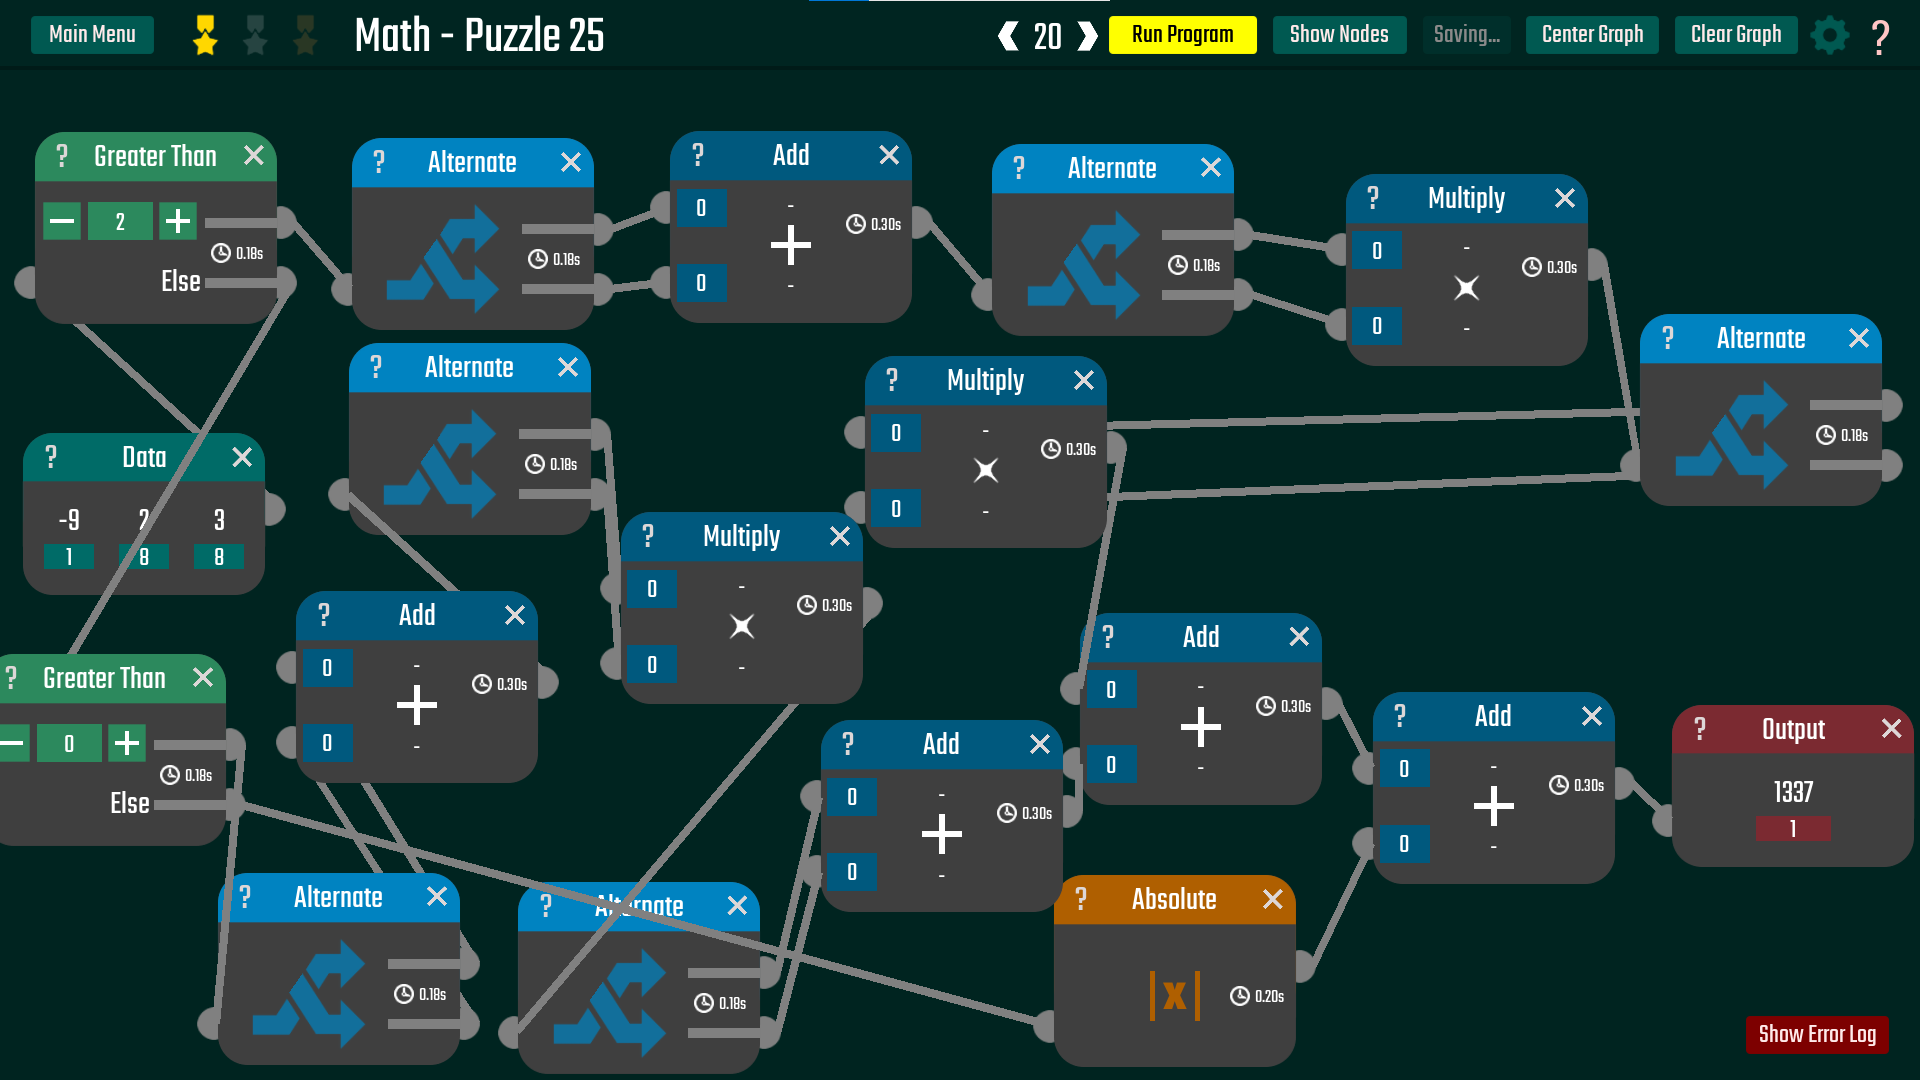 Main Menu
Math - Puzzle 25
20
Run Program
Show Nodes
Saving...
Center Graph
Clear Graph
?
? Greater Than
2
0.18s
Else
? Alternate
0.18s
? Add
0
-
0.30s
0
-
? Alternate
0.18s
? Multiply
0
-
0.30s
0
-
? Alternate
0.18s
? Alternate
0.18s
? Multiply
0
-
0.30s
0
-
? Data
-9 2 3
1 8 8
? Multiply
0
-
0.30s
0
-
? Add
0
-
0.30s
0
-
? Greater Than
0
0.18s
Else
? Add
0
-
0.30s
0
-
? Add
0
-
0.30s
0
-
? Add
0
-
0.30s
0
-
? Output
1337
1
? Alternate
0.18s
? Alternate
0.18s
? Absolute
|X|
0.20s
Show Error Log